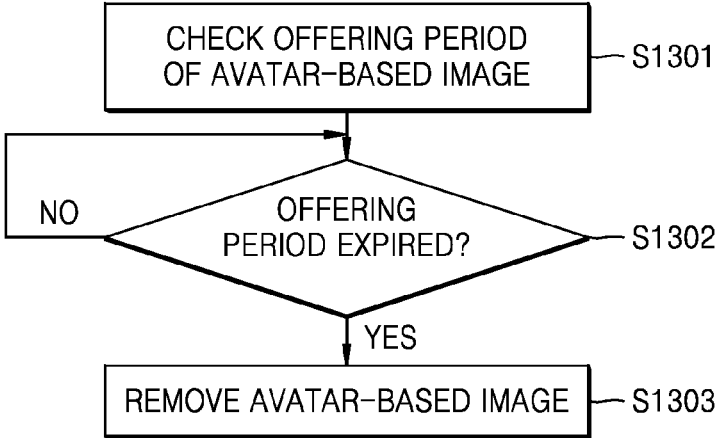 CHECK OFFERING PERIOD
OF AVATAR-BASED IMAGE
S1301
NO
OFFERING
PERIOD EXPIRED?
S1302
YES
REMOVE AVATAR-BASED IMAGE
S1303